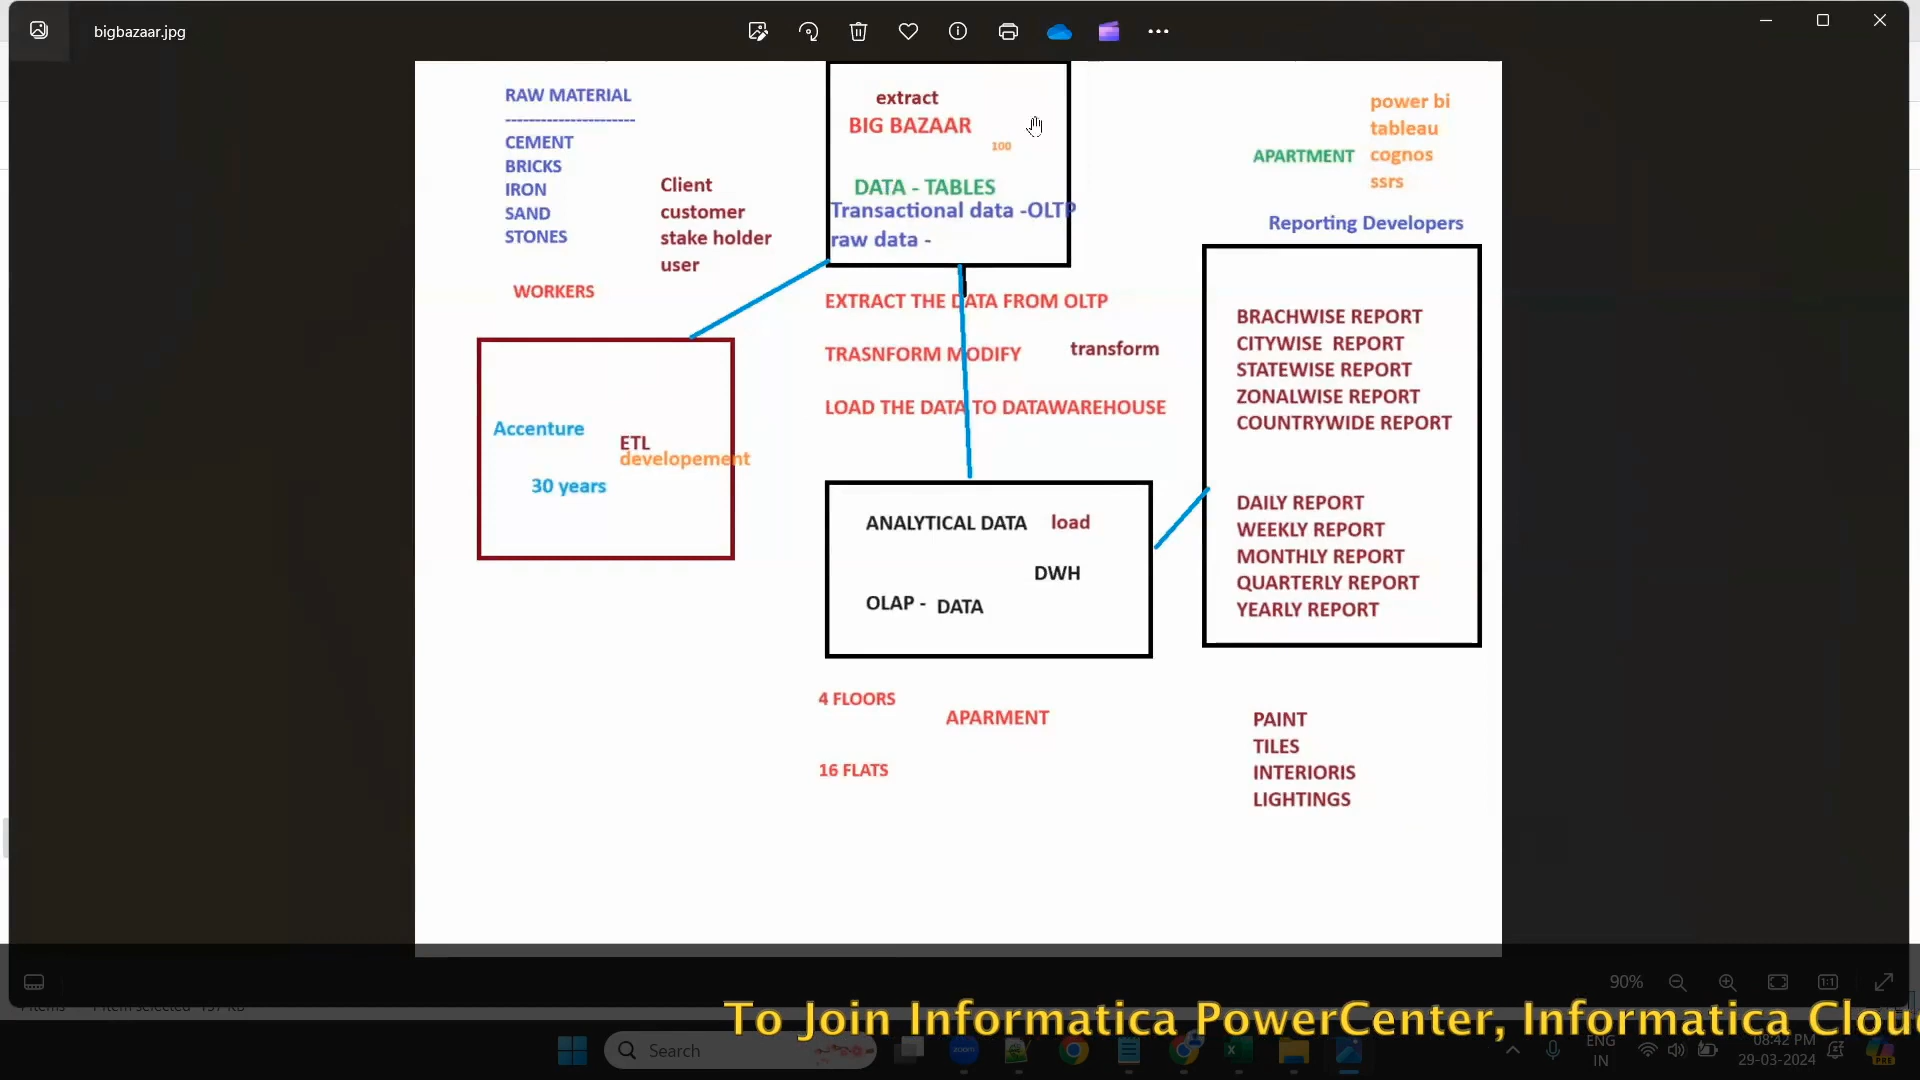 bigbazaar.jpg
RAW MATERIAL
----------------------
CEMENT
BRICKS
IRON
SAND
STONES
WORKERS
Client
customer
stake holder
user
extract
BIG BAZAAR
100
DATA - TABLES
Transactional data -OLTP
raw data -
power bi
tableau
APARTMENT cognos
ssrs
Reporting Developers
EXTRACT THE DATA FROM OLTP
TRASNFORM MODIFY
transform
LOAD THE DATA TO DATAWAREHOUSE
Accenture
ETL
developement
30 years
ANALYTICAL DATA load
DWH
OLAP - DATA
BRACHWISE REPORT
CITYWISE REPORT
STATEWISE REPORT
ZONALWISE REPORT
COUNTRYWIDE REPORT
DAILY REPORT
WEEKLY REPORT
MONTHLY REPORT
QUARTERLY REPORT
YEARLY REPORT
4 FLOORS
APARMENT
16 FLATS
PAINT
TILES
INTERIORIS
LIGHTINGS
90%
1:1
To Join Informatica PowerCenter, Informatica Clou
Search
zoom
ENG
IN
08:42 PM
29-03-2024
PRE